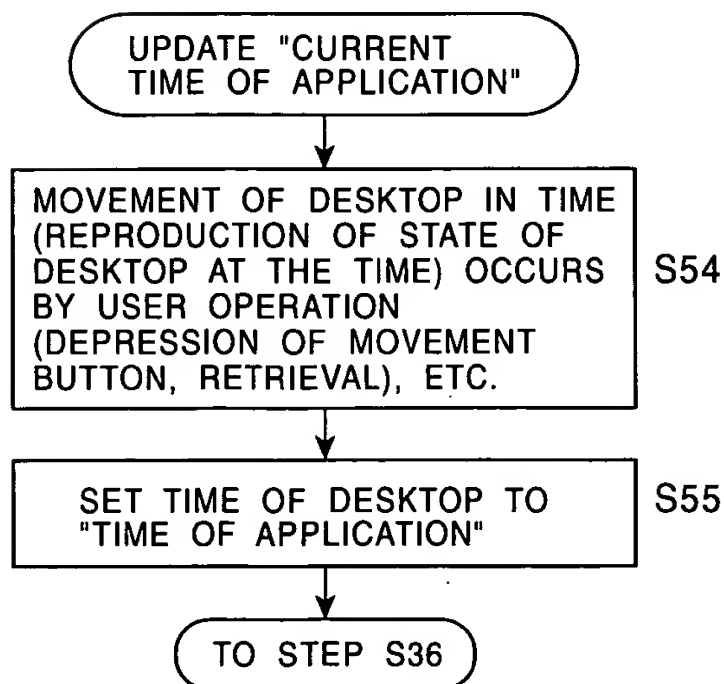 UPDATE "CURRENT
TIME OF APPLICATION"
MOVEMENT OF DESKTOP IN TIME
(REPRODUCTION OF STATE OF
DESKTOP AT THE TIME) OCCURS
BY USER OPERATION
(DEPRESSION OF MOVEMENT
BUTTON, RETRIEVAL), ETC.
S54
SET TIME OF DESKTOP TO
"TIME OF APPLICATION"
S55
TO STEP S36